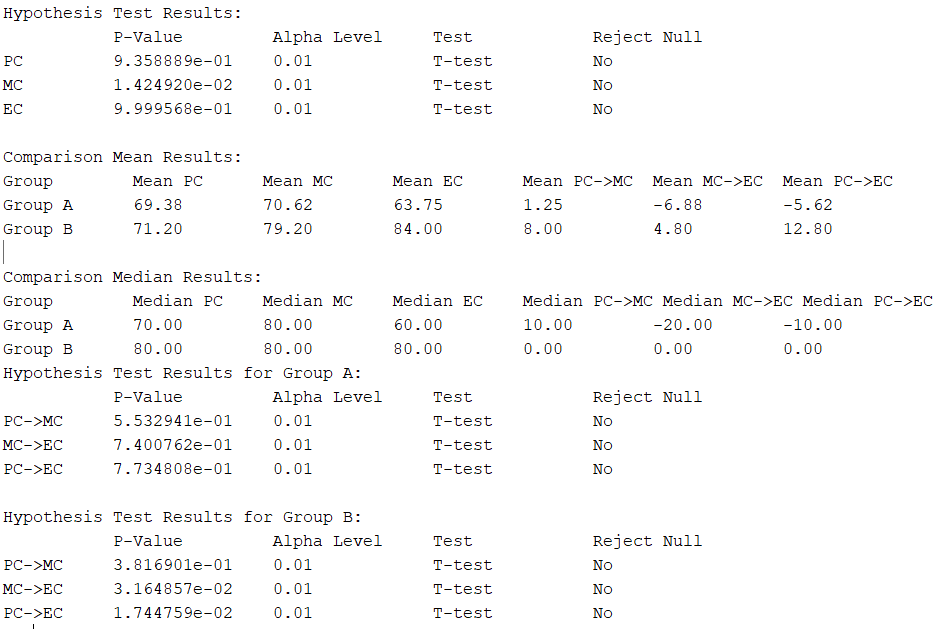 Hypothesis Test Results:
P-Value Alpha Level Test Reject Null
PC 9.358889e-01 0.01 T-test No
MC 1.424920e-02 0.01 T-test No
EC 9.999568e-01 0.01 T-test No
Comparison Mean Results:
Group Mean PC Mean MC Mean EC Mean PC->MC Mean MC->EC Mean PC->EC
Group A 69.38 70.62 63.75 1.25 -6.88 -5.62
Group B 71.20 79.20 84.00 8.00 4.80 12.80
Comparison Median Results:
Group Median PC Median MC Median EC Median PC->MC Median MC->EC Median PC->EC
Group A 70.00 80.00 60.00 10.00 -20.00 -10.00
Group B 80.00 80.00 80.00 0.00 0.00 0.00
Hypothesis Test Results for Group A:
P-Value Alpha Level Test Reject Null
PC->MC 5.532941e-01 0.01 T-test No
MC->EC 7.400762e-01 0.01 T-test No
PC->EC 7.734808e-01 0.01 T-test No
Hypothesis Test Results for Group B:
P-Value Alpha Level Test Reject Null
PC->MC 3.816901e-01 0.01 T-test No
MC->EC 3.164857e-02 0.01 T-test No
PC->EC 1.744759e-02 0.01 T-test No